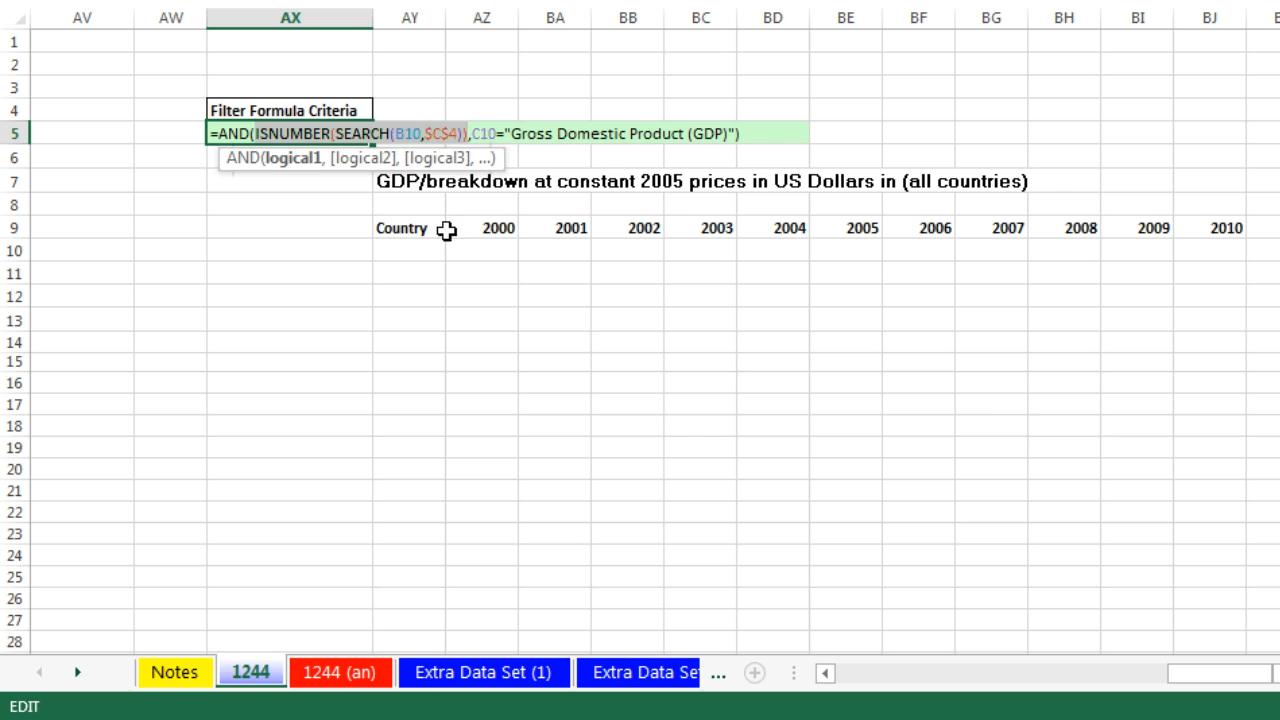 AV AW AX AY AZ BA BB BC BD BE BF BG BH BI BJ
1
2
3
4 Filter Formula Criteria
5 =AND(ISNUMBER(SEARCH(B10,$C$4)),C10="Gross Domestic Product (GDP)")
6 AND(logical1, [logical2], [logical3], ...)
7 GDP/breakdown at constant 2005 prices in US Dollars in (all countries)
8
9 Country 2000 2001 2002 2003 2004 2005 2006 2007 2008 2009 2010
10
11
12
13
14
15
16
17
18
19
20
21
22
23
24
25
26
27
28
Notes 1244 1244 (an) Extra Data Set (1) Extra Data Se ...
EDIT